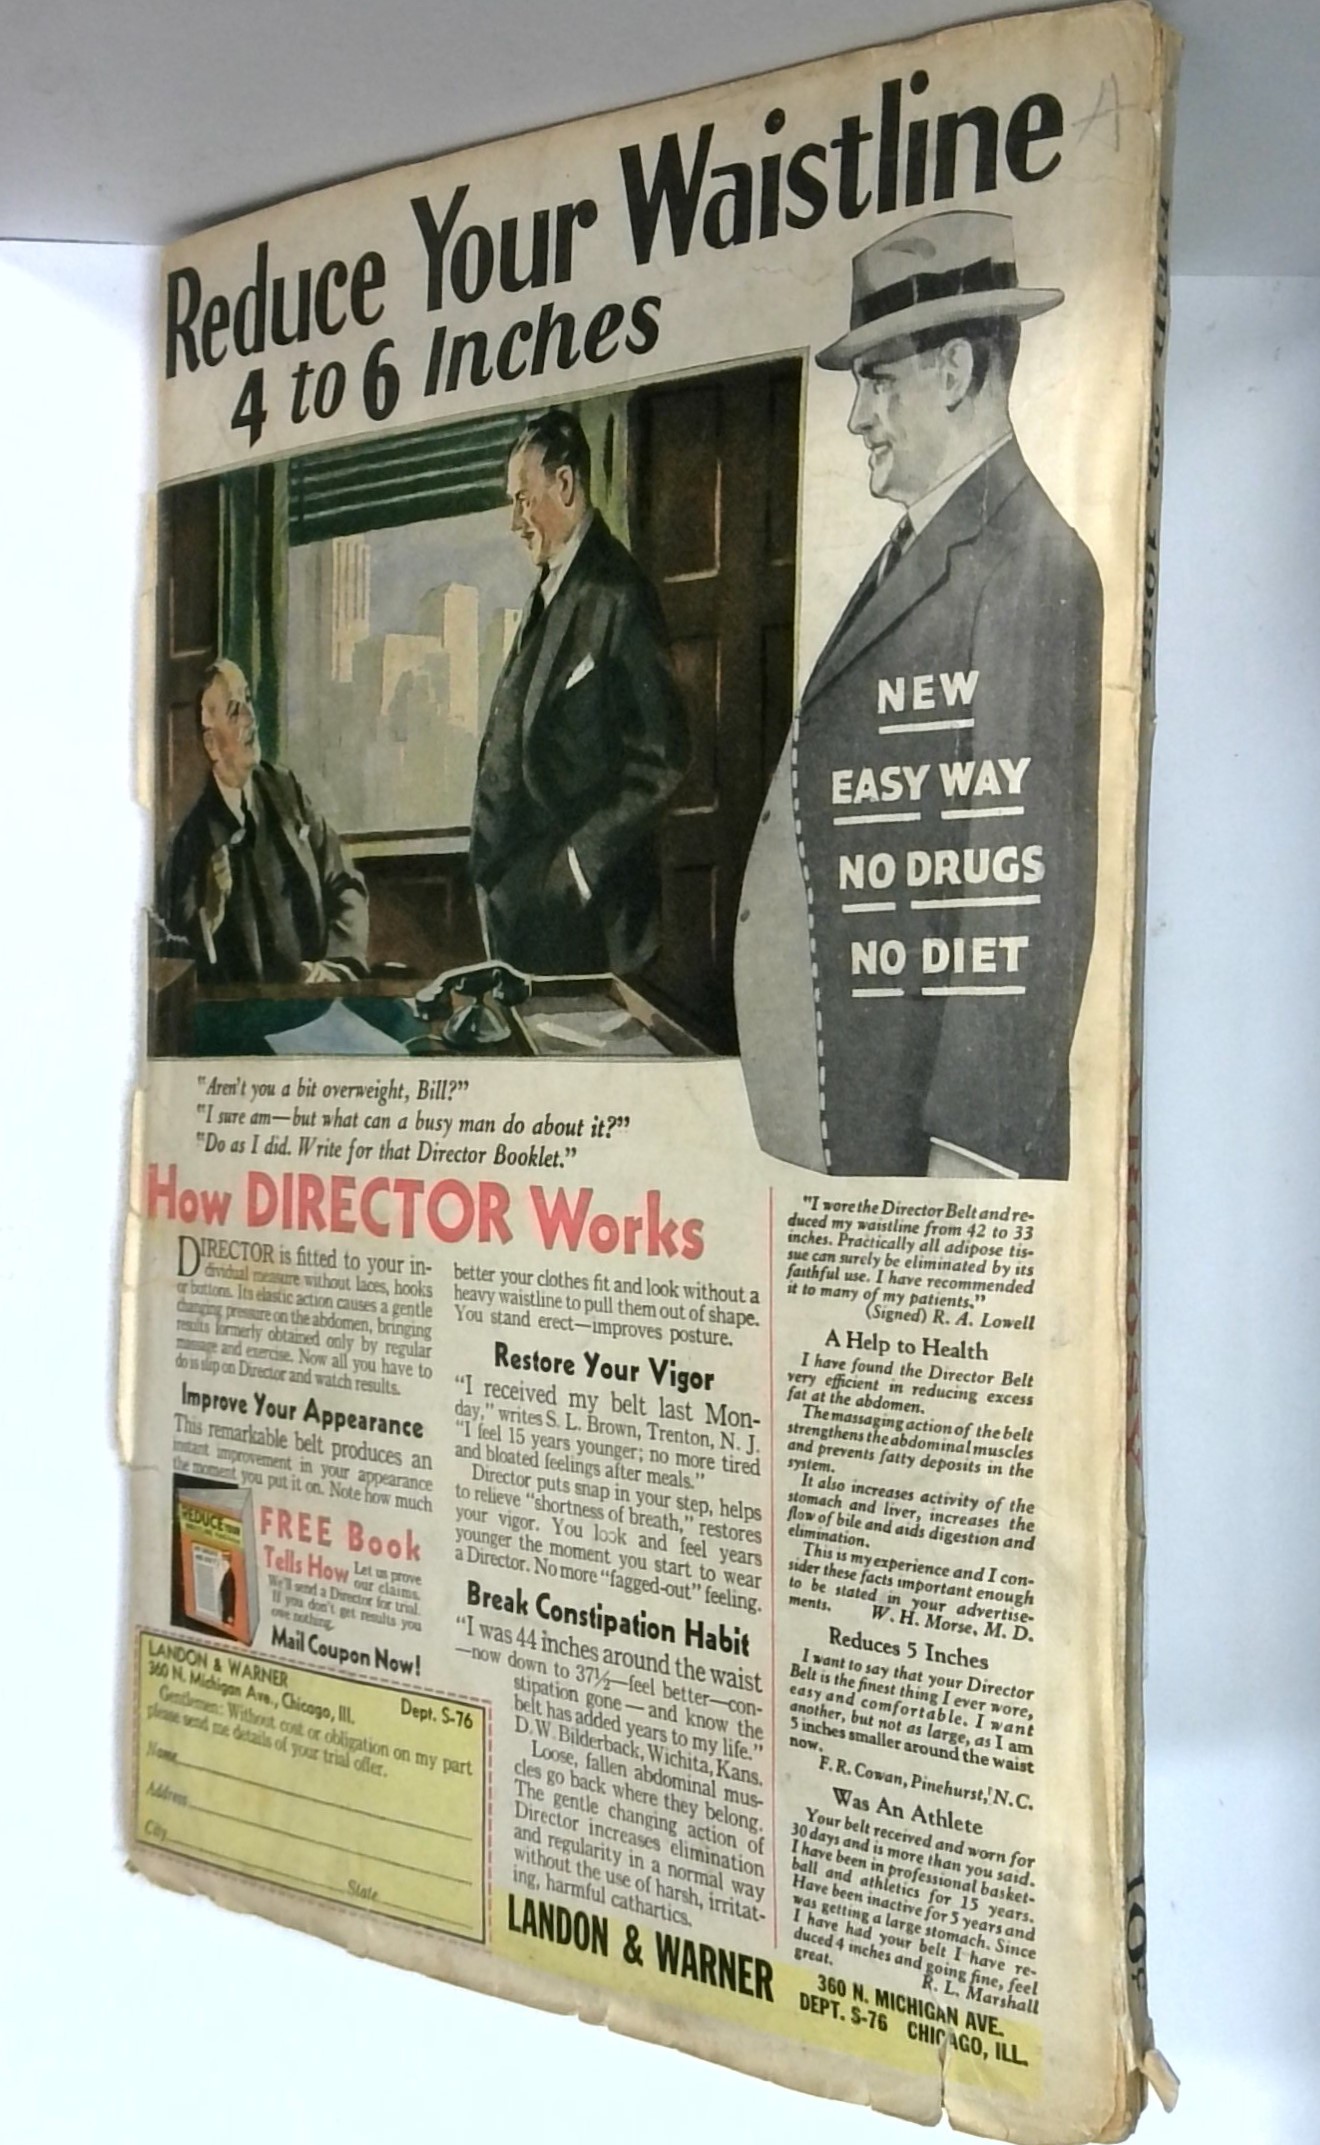 Reduce Your Waistline
4 to 6 Inches
A
NEW
EASY WAY
NO DRUGS
NO DIET
"Aren't you a bit overweight, Bill?"
"I sure am—but what can a busy man do about it?"
"Do as I did. Write for that Director Booklet."
How DIRECTOR Works
DIRECTOR is fitted to your in-
dividual measure without laces, hooks
or buttons. Its elastic action causes a gentle
changing pressure on the abdomen, bringing
results formerly obtained only by regular
massage and exercise. Now all you have to
do is slip on Director and watch results.
Improve Your Appearance
This remarkable belt produces an
instant improvement in your appearance
the moment you put it on. Note how much
better your clothes fit and look without a
heavy waistline to pull them out of shape.
You stand erect—improves posture.
Restore Your Vigor
"I received my belt last Mon-
day," writes S. L. Brown, Trenton, N. J.
"I feel 15 years younger; no more tired
and bloated feelings after meals."
Director puts snap in your step, helps
to relieve "shortness of breath," restores
your vigor. You look and feel years
younger the moment you start to wear
a Director. No more "fagged-out" feeling.
Break Constipation Habit
"I was 44 inches around the waist
—now down to 37½—feel better—con-
stipation gone—and know the
belt has added years to my life."
D. W. Bilderback, Wichita, Kans.
Loose, fallen abdominal mus-
cles go back where they belong.
The gentle changing action of
Director increases elimination
and regularity in a normal way
without the use of harsh, irritat-
ing, harmful cathartics.
REDUCE YOUR
FREE Book
Tells How Let us prove
our claims.
We'll send a Director for trial.
If you don't get results you
owe nothing.
Mail Coupon Now!
LANDON & WARNER
360 N. Michigan Ave., Chicago, Ill. Dept. S-76
Gentlemen: Without cost or obligation on my part
please send me details of your trial offer.
Name
Address
City State
"I wore the Director Belt and re-
duced my waistline from 42 to 33
inches. Practically all adipose tis-
sue can surely be eliminated by its
faithful use. I have recommended
it to many of my patients."
(Signed) R. A. Lowell
A Help to Health
I have found the Director Belt
very efficient in reducing excess
fat at the abdomen.
The massaging action of the belt
strengthens the abdominal muscles
and prevents fatty deposits in the
system.
It also increases activity of the
stomach and liver, increases the
flow of bile and aids digestion and
elimination.
This is my experience and I con-
sider these facts important enough
to be stated in your advertise-
ments. W. H. Morse, M. D.
Reduces 5 Inches
I want to say that your Director
Belt is the finest thing I ever wore,
easy and comfortable. I want
another, but not as large, as I am
5 inches smaller around the waist
now.
F. R. Cowan, Pinehurst, N.C.
Was An Athlete
Your belt received and worn for
30 days and is more than you said.
I have been in professional basket-
ball and athletics for 15 years.
Have been inactive for 5 years and
was getting a large stomach. Since
I have had your belt I have re-
duced 4 inches and going fine, feel
great.
R. L. Marshall
LANDON & WARNER
360 N. MICHIGAN AVE.
DEPT. S-76 CHICAGO, ILL.
ARGOSY
10¢